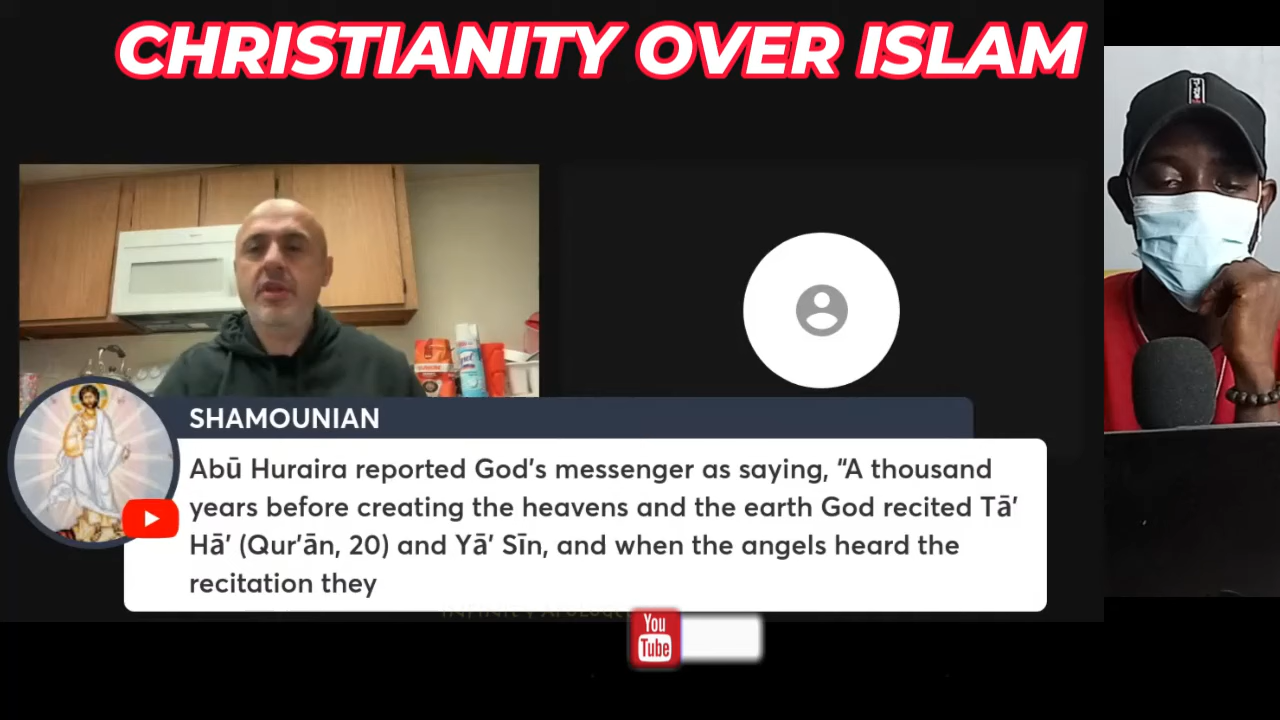 CHRISTIANITY OVER ISLAM
SHAMOUNIAN
Abū Huraira reported God's messenger as saying, “A thousand
years before creating the heavens and the earth God recited Tā’
Hā’ (Qur’ān, 20) and Yā’ Sīn, and when the angels heard the
recitation they
You
Tube